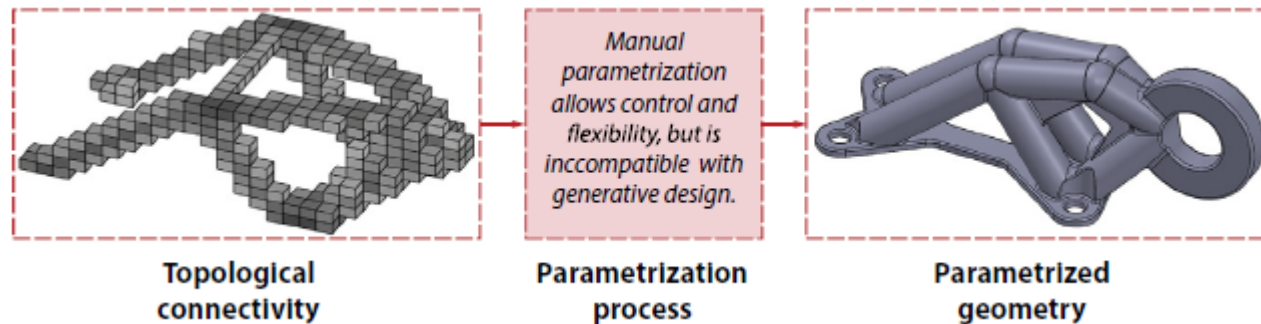 Manual
parametrization
allows control and
flexibility, but is
inccompatible with
generative design.
Topological
connectivity
Parametrization
process
Parametrized
geometry